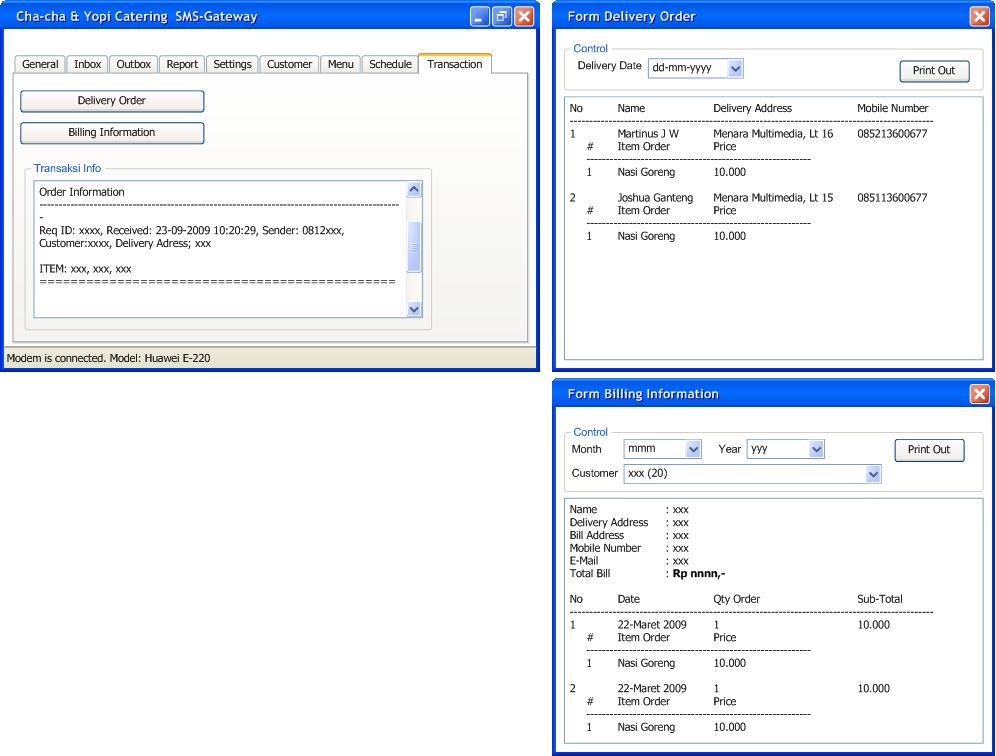 Cha-cha & Yopi Catering  SMS-Gateway
General Inbox Outbox Report Settings Customer Menu Schedule Transaction
Delivery Order
Billing Information
Transaksi Info
Order Information
------------------------------------------------------------------------------------------
-
Req ID: xxxx, Received: 23-09-2009 10:20:29, Sender: 0812xxx,
Customer:xxxx, Delivery Adress; xxx
ITEM: xxx, xxx, xxx
==============================================
Modem is connected. Model: Huawei E-220
Form Delivery Order
Control
Delivery Date dd-mm-yyyy Print Out
No Name Delivery Address Mobile Number
------------------------------------------------------------------------------------------
1 Martinus J W Menara Multimedia, Lt 16 085213600677
# Item Order Price
--------------------------------------------------------
1 Nasi Goreng 10.000
2 Joshua Ganteng Menara Multimedia, Lt 15 085113600677
# Item Order Price
--------------------------------------------------------
1 Nasi Goreng 10.000
Form Billing Information
Control
Month mmm Year yyy Print Out
Customer xxx (20)
Name : xxx
Delivery Address : xxx
Bill Address : xxx
Mobile Number : xxx
E-Mail : xxx
Total Bill : Rp nnnn,-
No Date Qty Order Sub-Total
------------------------------------------------------------------------------------------
1 22-Maret 2009 1 10.000
# Item Order Price
--------------------------------------------------------
1 Nasi Goreng 10.000
2 22-Maret 2009 1 10.000
# Item Order Price
--------------------------------------------------------
1 Nasi Goreng 10.000